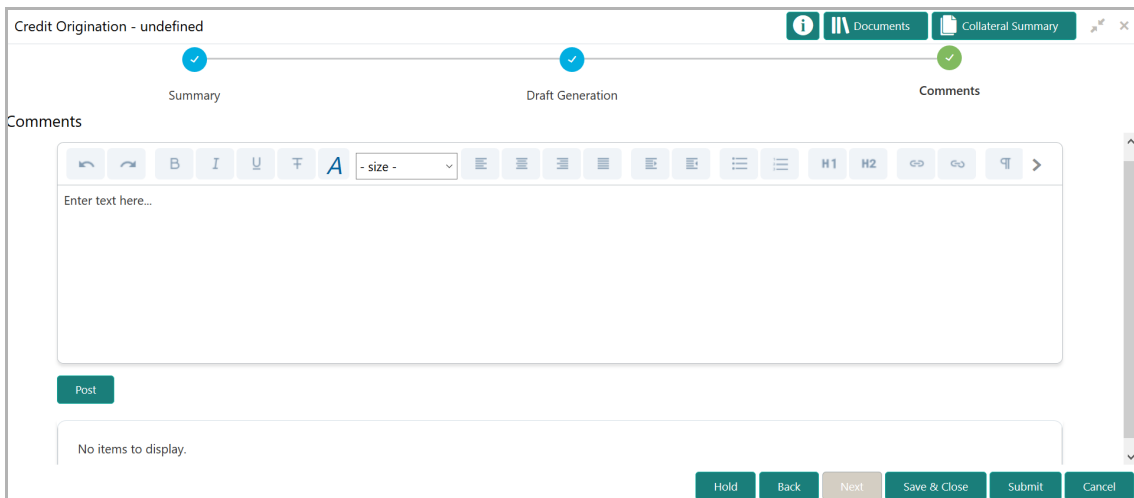 Credit Origination - undefined
Documents
Collateral Summary
Summary
Draft Generation
Comments
Comments
B I U T A - size - H1 H2
Enter text here...
Post
No items to display.
Hold Back Next Save & Close Submit Cancel